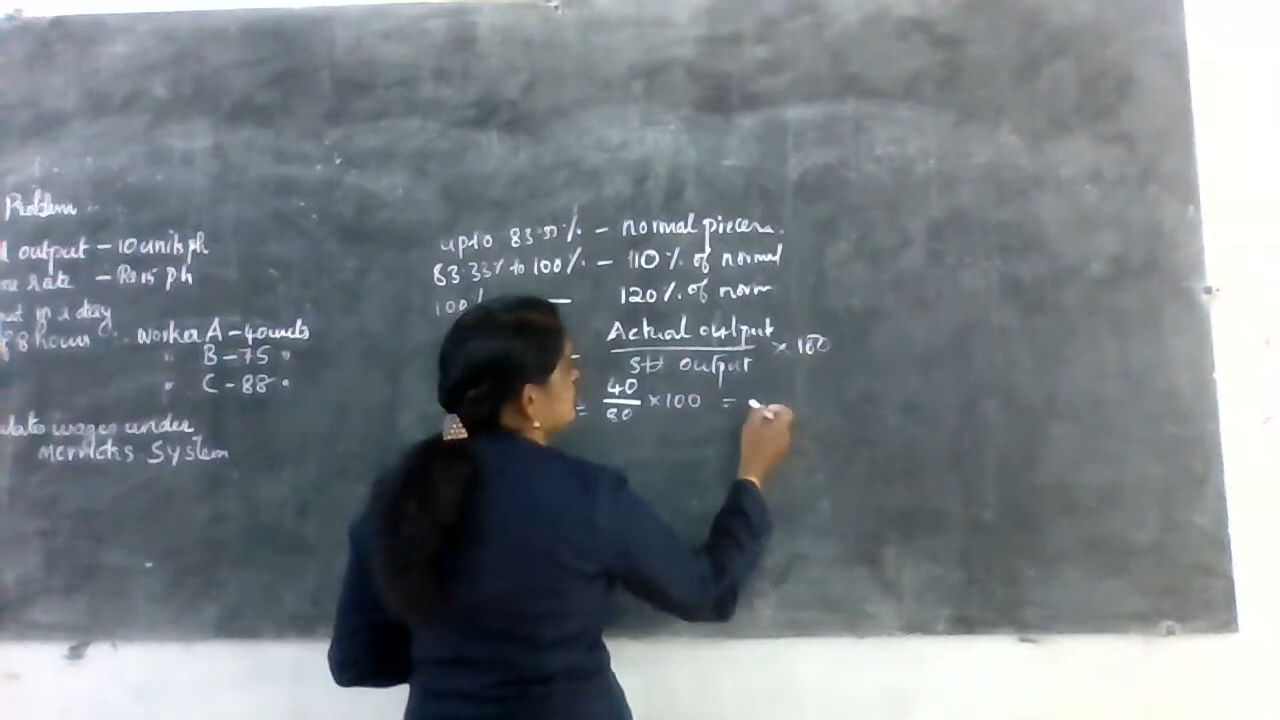 Problem
output - 10 units ph
rate - Rs. 15 ph
in a day
8 hours worker A - 40 units
" B - 75 "
" C - 88 "
wages under
Merricks System
upto 83.33% - normal piece
83.33% to 100% - 110% of normal
100% - 120% of norm
= Actual output / Std output × 100
= 40/80 × 100 =